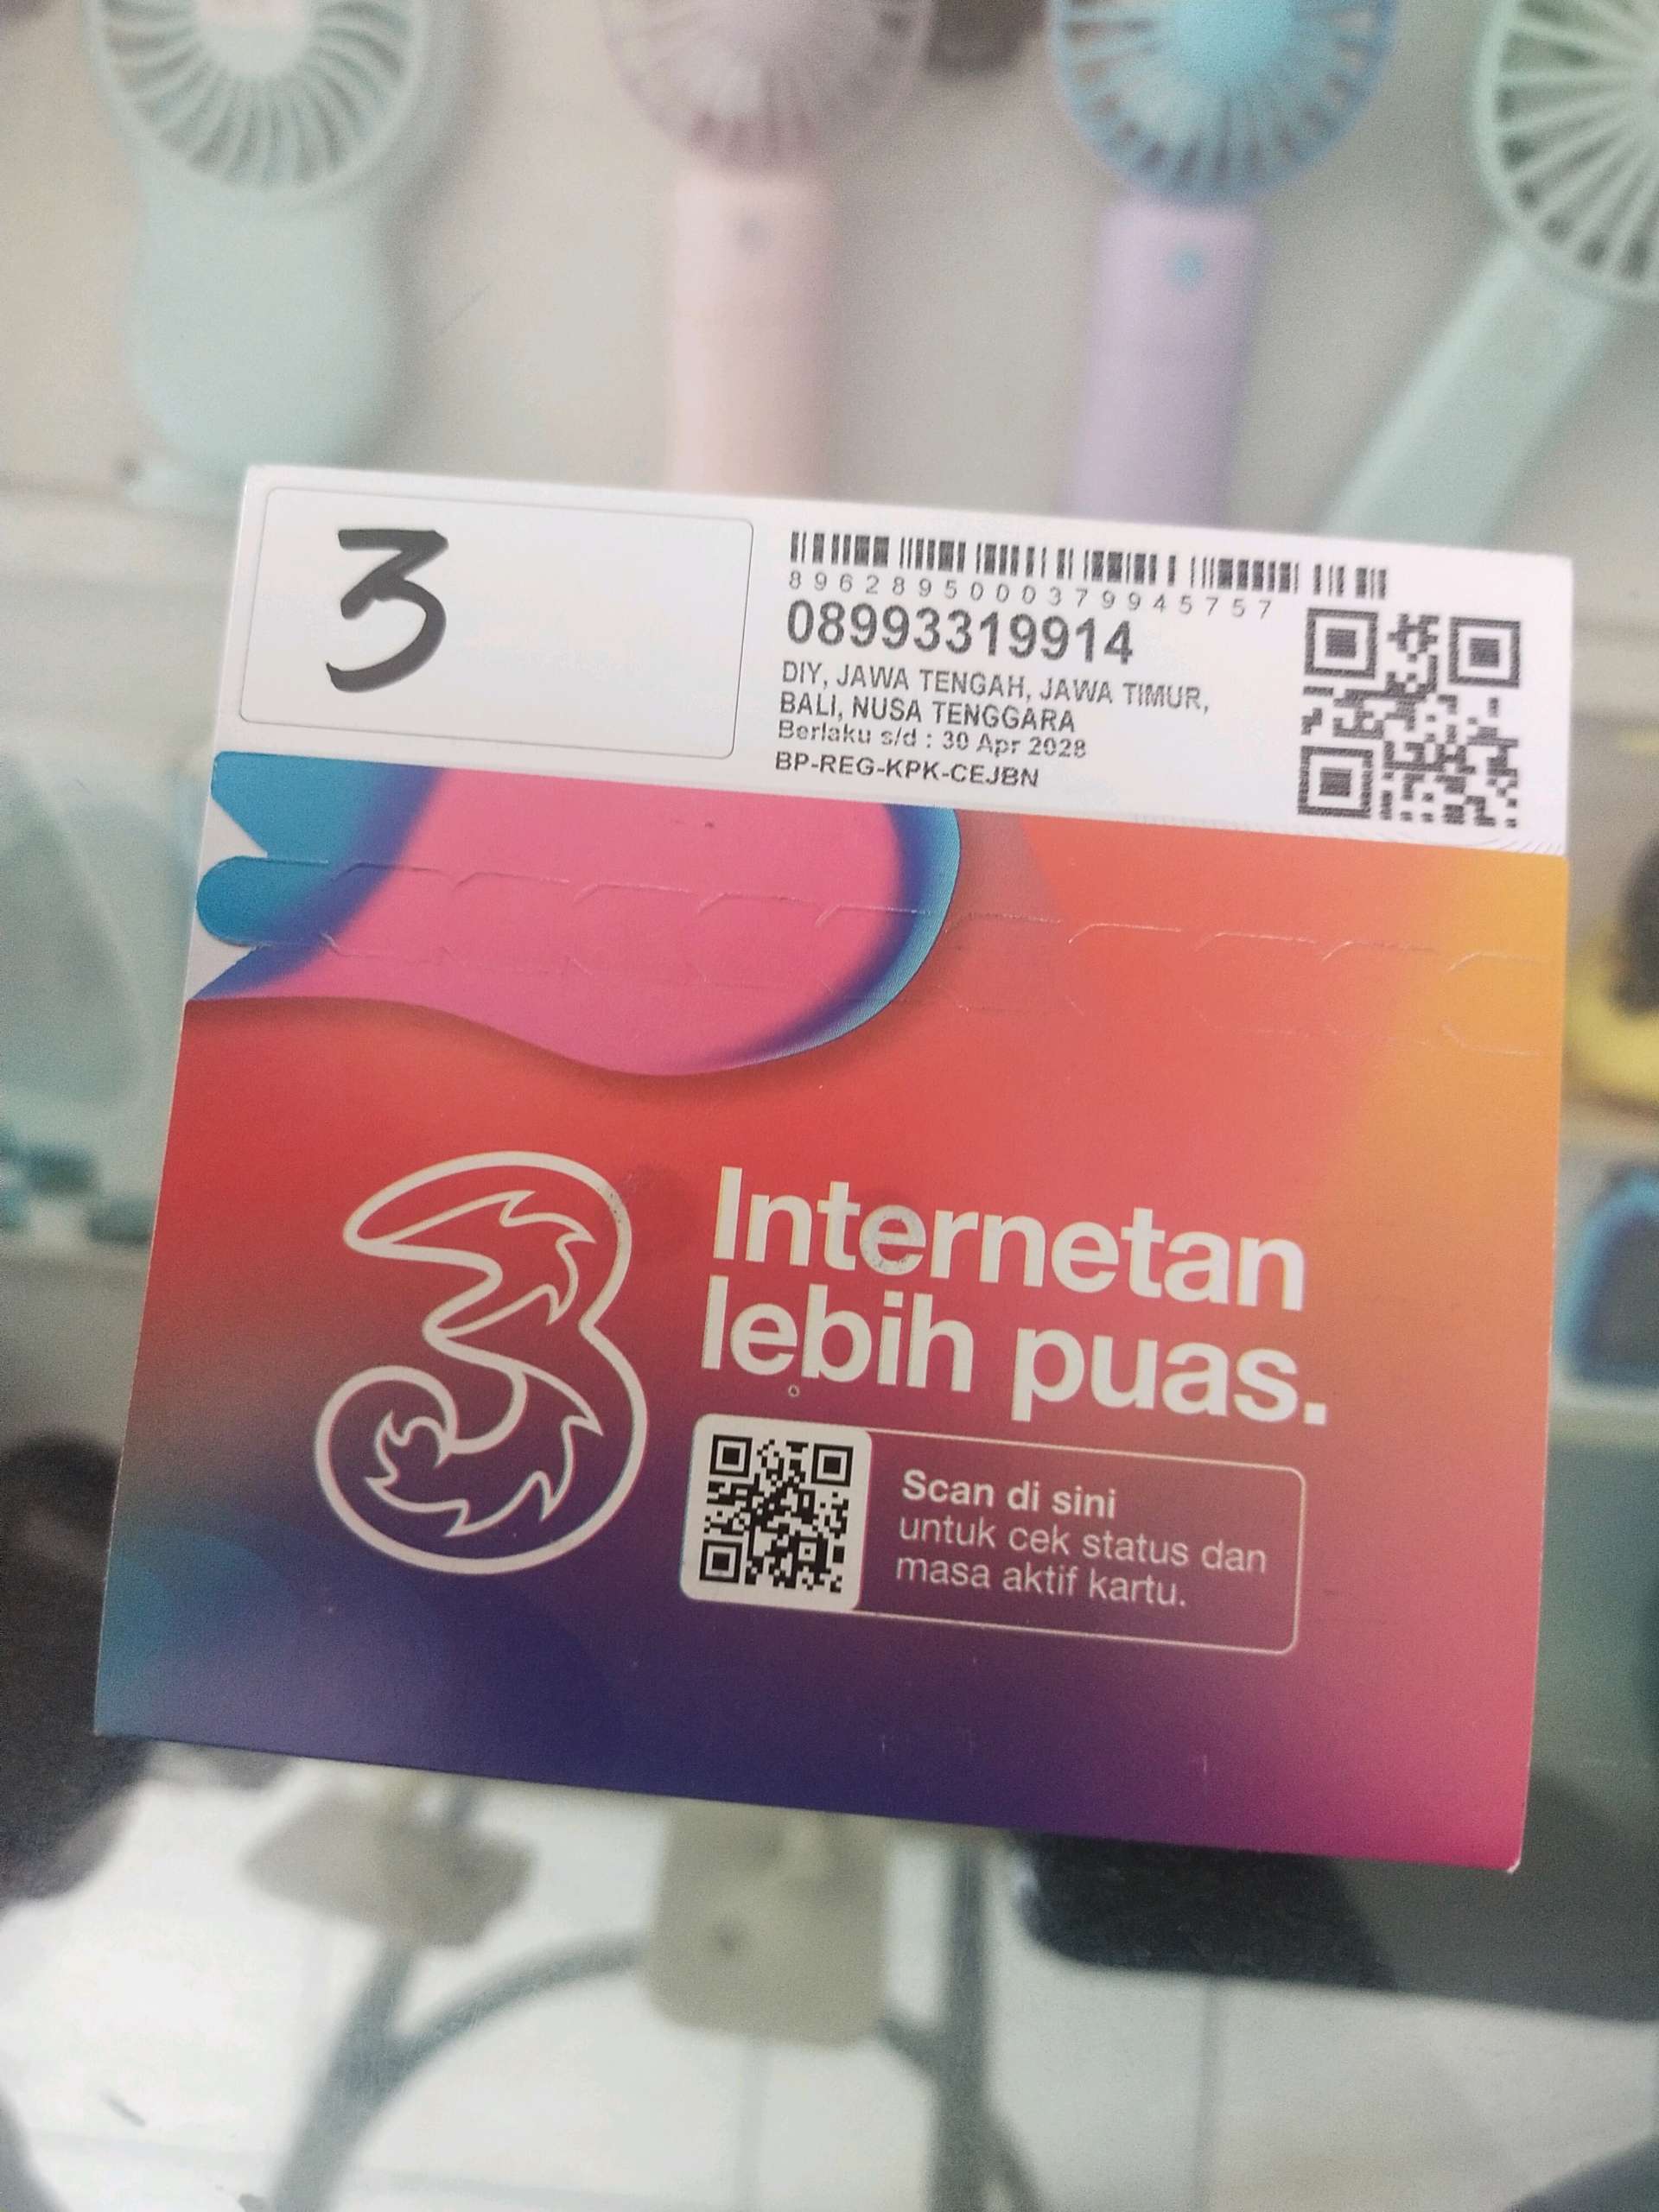 3
8962895000379945757
08993319914
DIY, JAWA TENGAH, JAWA TIMUR,
BALI, NUSA TENGGARA
Berlaku s/d : 30 Apr 2028
BP-REG-KPK-CEJBN
3
Internetan
lebih puas.
Scan di sini
untuk cek status dan
masa aktif kartu.